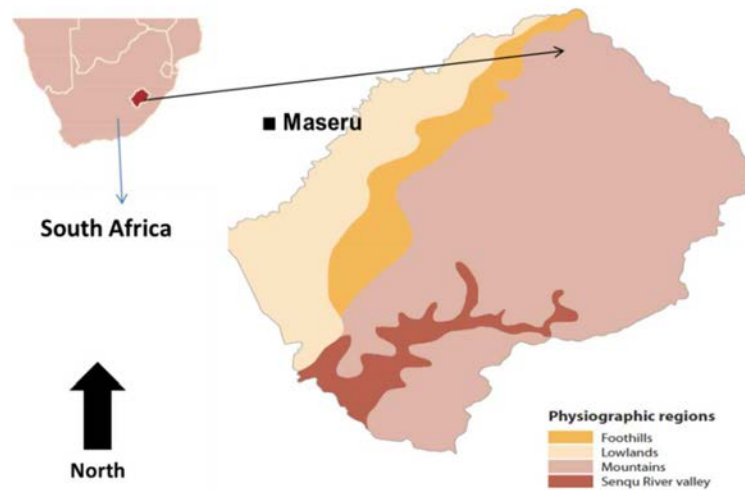 Maseru
South Africa
North
Physiographic regions
Foothills
Lowlands
Mountains
Senqu River valley